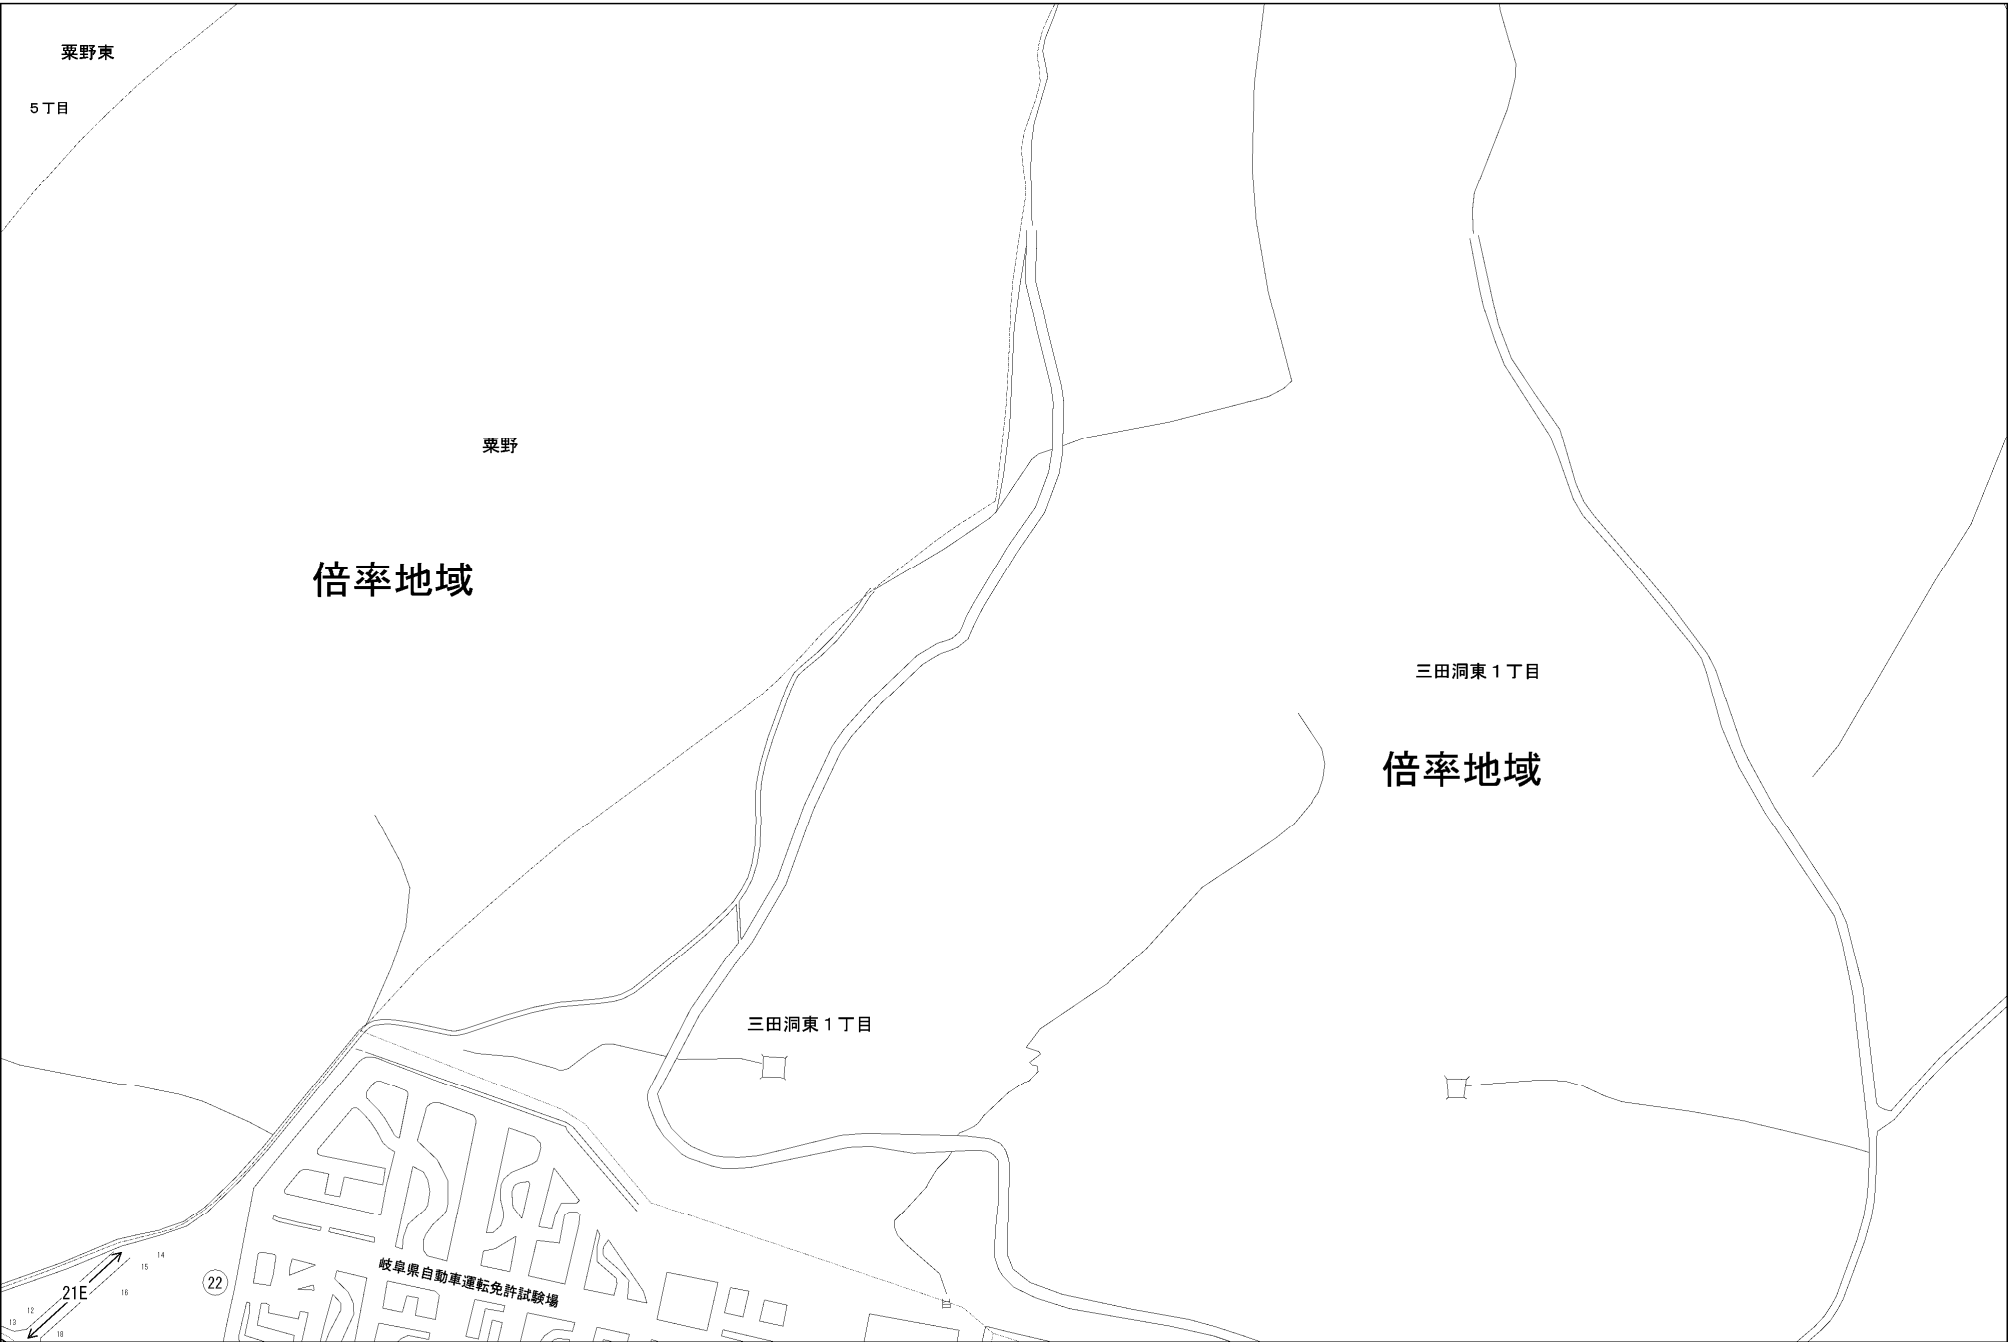 粟野東
5丁目
粟野
倍率地域
三田洞東1丁目
倍率地域
三田洞東1丁目
岐阜県自動車運転免許試験場
22
14
15
21E
16
12
13
18